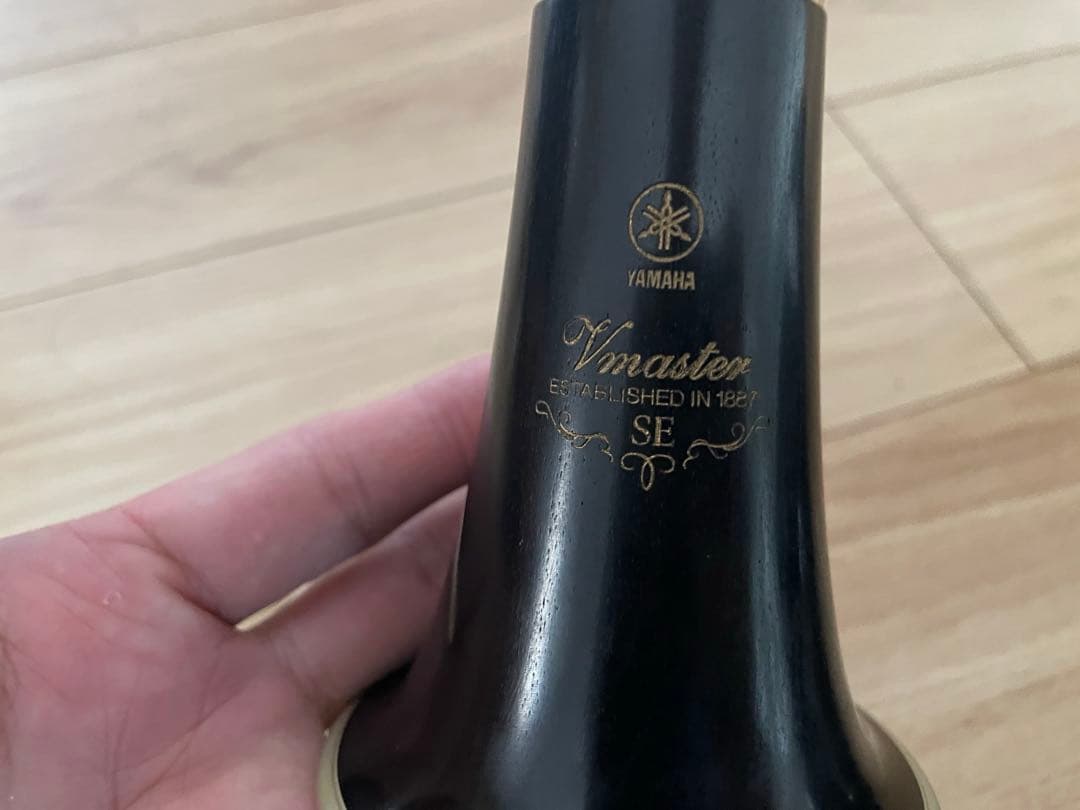 YAMAHA
Vmaster
ESTABLISHED IN 1887
SE